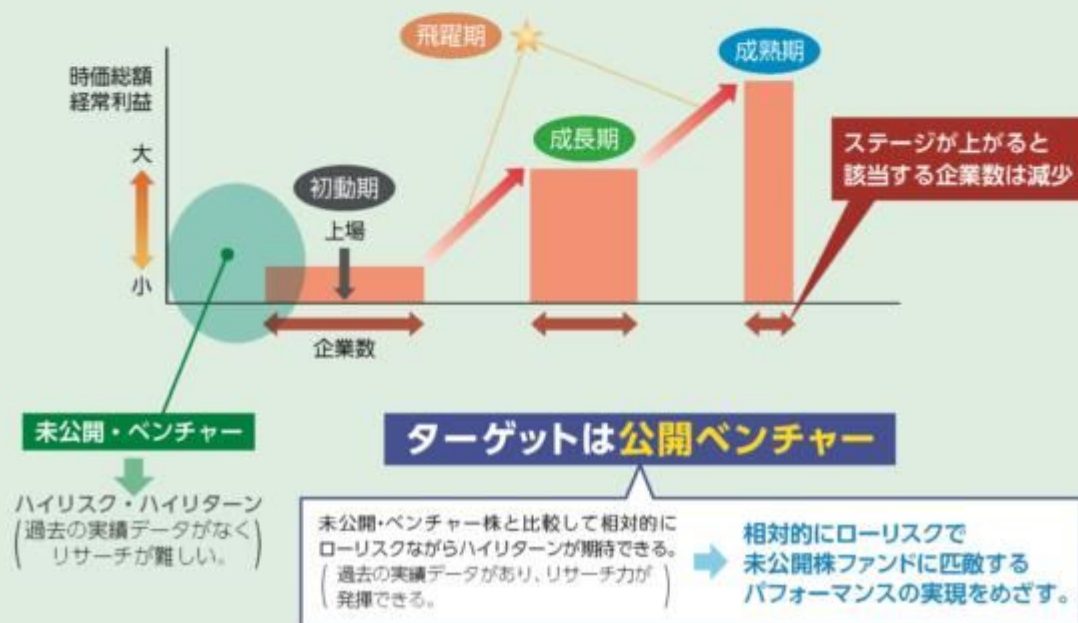 飛躍期
成熟期
時価総額
経常利益
大
小
初動期
上場
成長期
ステージが上がると
該当する企業数は減少
企業数
未公開・ベンチャー
ハイリスク・ハイリターン
(過去の実績データがなく
リサーチが難しい。)
ターゲットは公開ベンチャー
未公開・ベンチャー株と比較して相対的に
ローリスクながらハイリターンが期待できる。
(過去の実績データがあり、リサーチ力が
発揮できる。)
相対的にローリスクで
未公開株ファンドに匹敵する
パフォーマンスの実現をめざす。